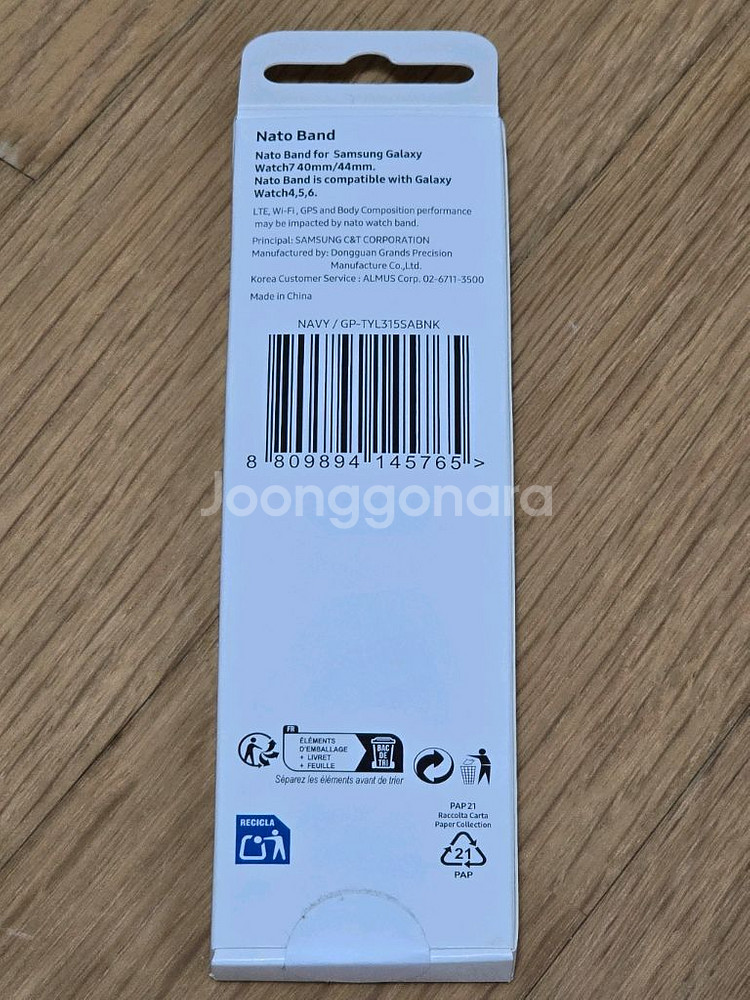 Nato Band
Nato Band for Samsung Galaxy
Watch7 40mm/44mm.
Nato Band is compatible with Galaxy
Watch4,5,6.
LTE, Wi-Fi, GPS and Body Composition performance
may be impacted by nato watch band.
Principal: SAMSUNG C&T CORPORATION
Manufactured by: Dongguan Grands Precision
Manufacture Co.,Ltd.
Korea Customer Service : ALMUS Corp. 02-6711-3500
Made in China
NAVY / GP-TYL315SABNK
8 809894 145765 >
Joonggonara
FR
ÉLÉMENTS
D'EMBALLAGE
+ LIVRET
+ FEUILLE
BAC
DE
TRI
Séparez les éléments avant de trier
RECICLA
PAP 21
Raccolta Carta
Paper Collection
21
PAP